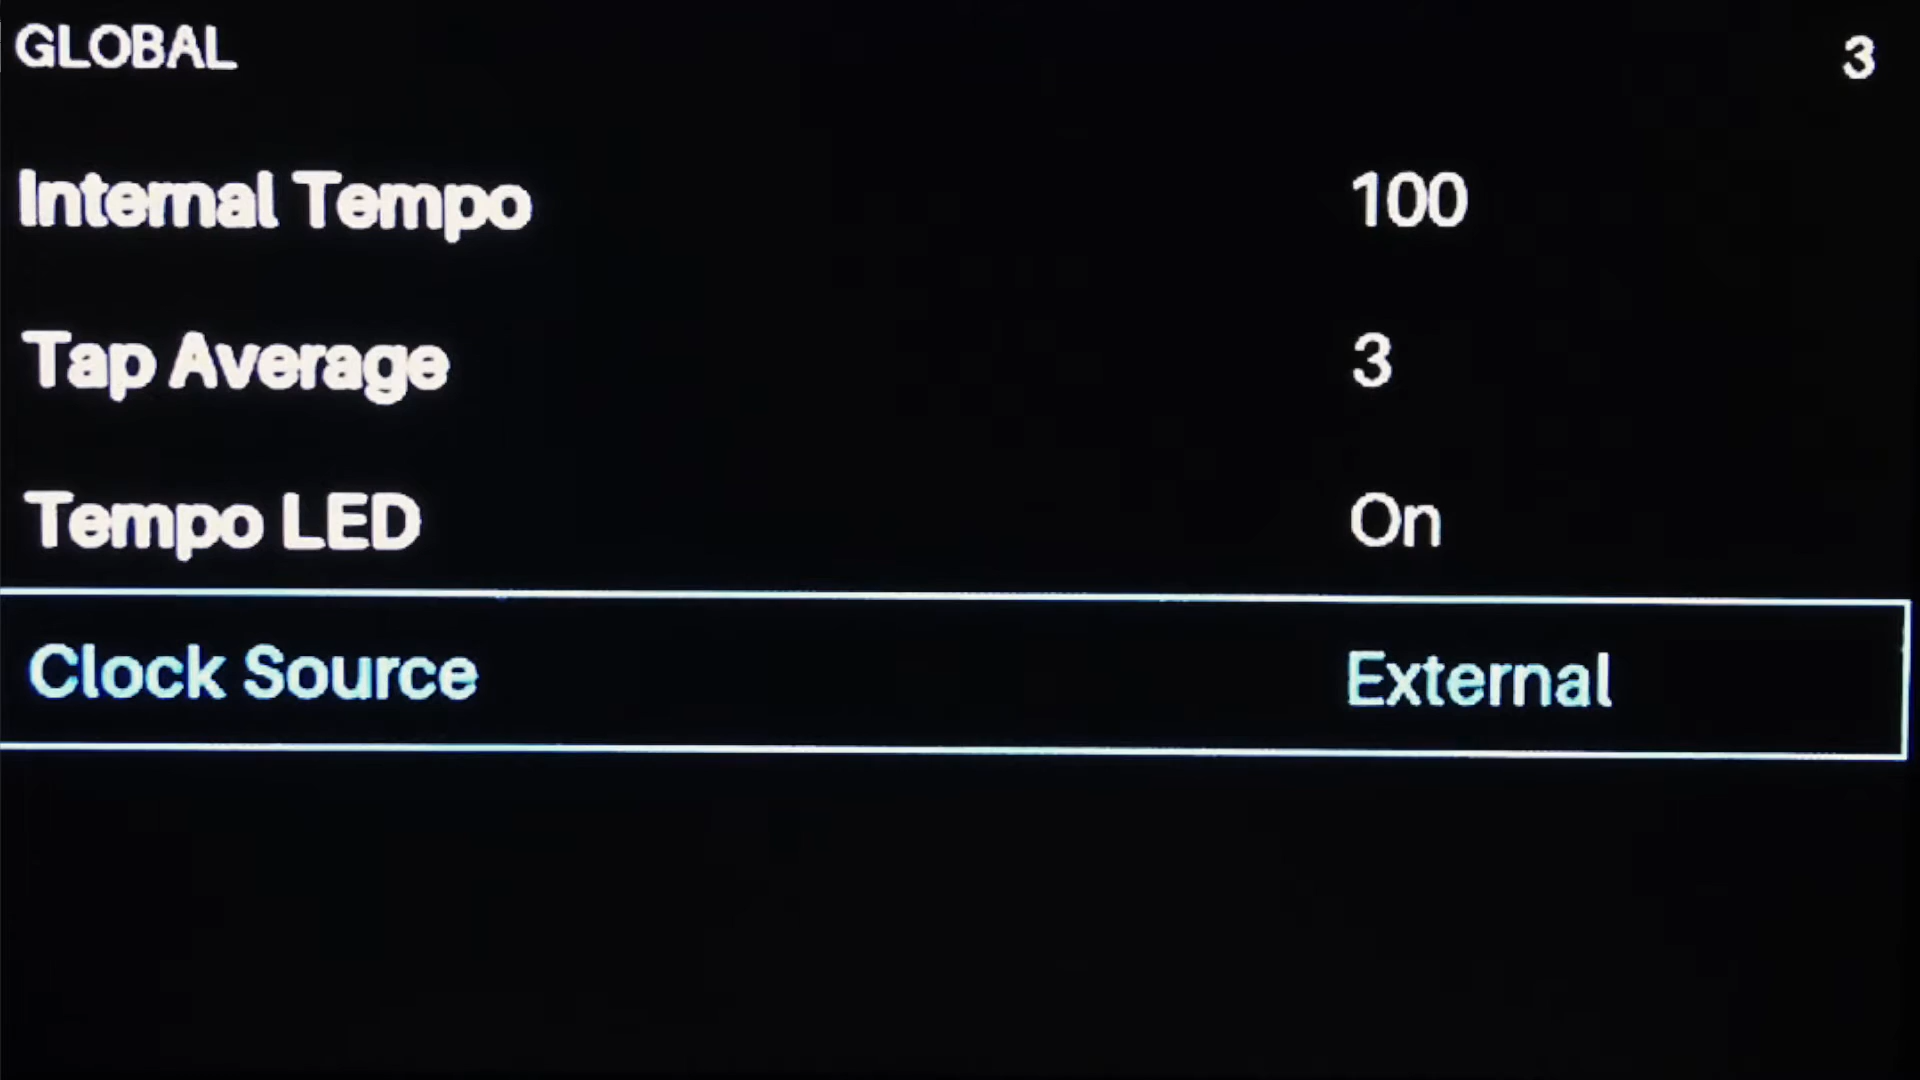 GLOBAL 3
Internal Tempo 100
Tap Average 3
Tempo LED On
Clock Source External